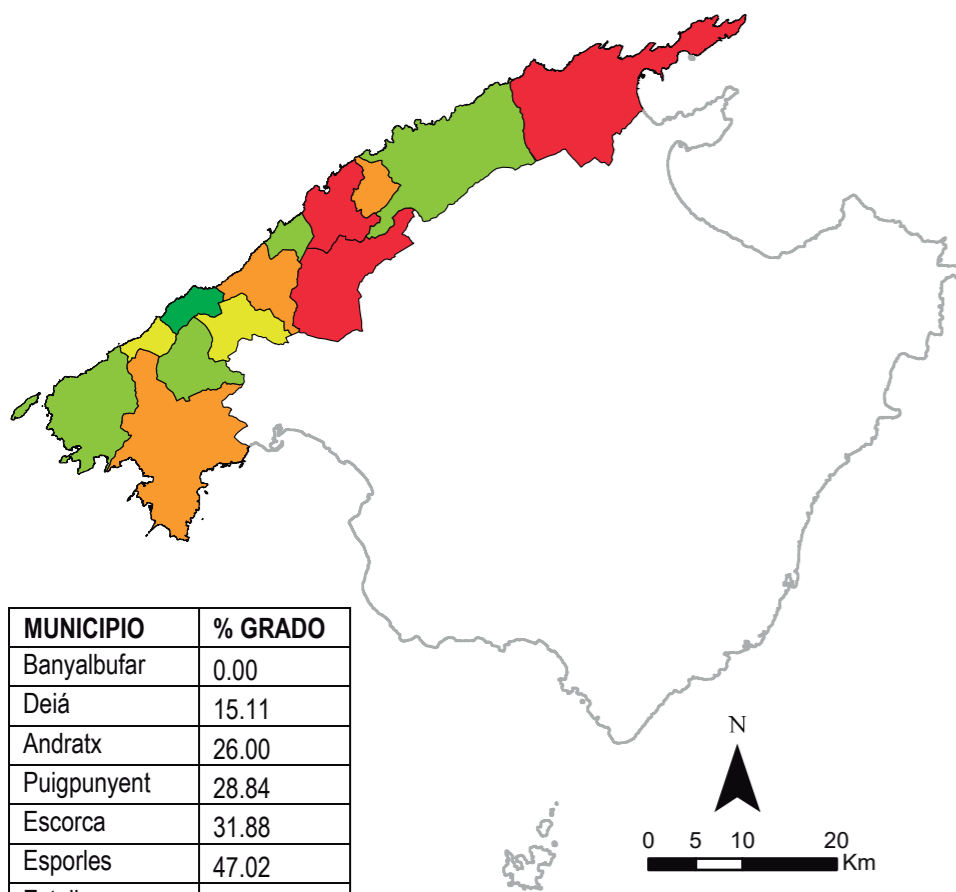 MUNICIPIO % GRADO
Banyalbufar 0.00
Deiá 15.11
Andratx 26.00
Puigpunyent 28.84
Escorca 31.88
Esporles 47.02
N
0 5 10 20
Km